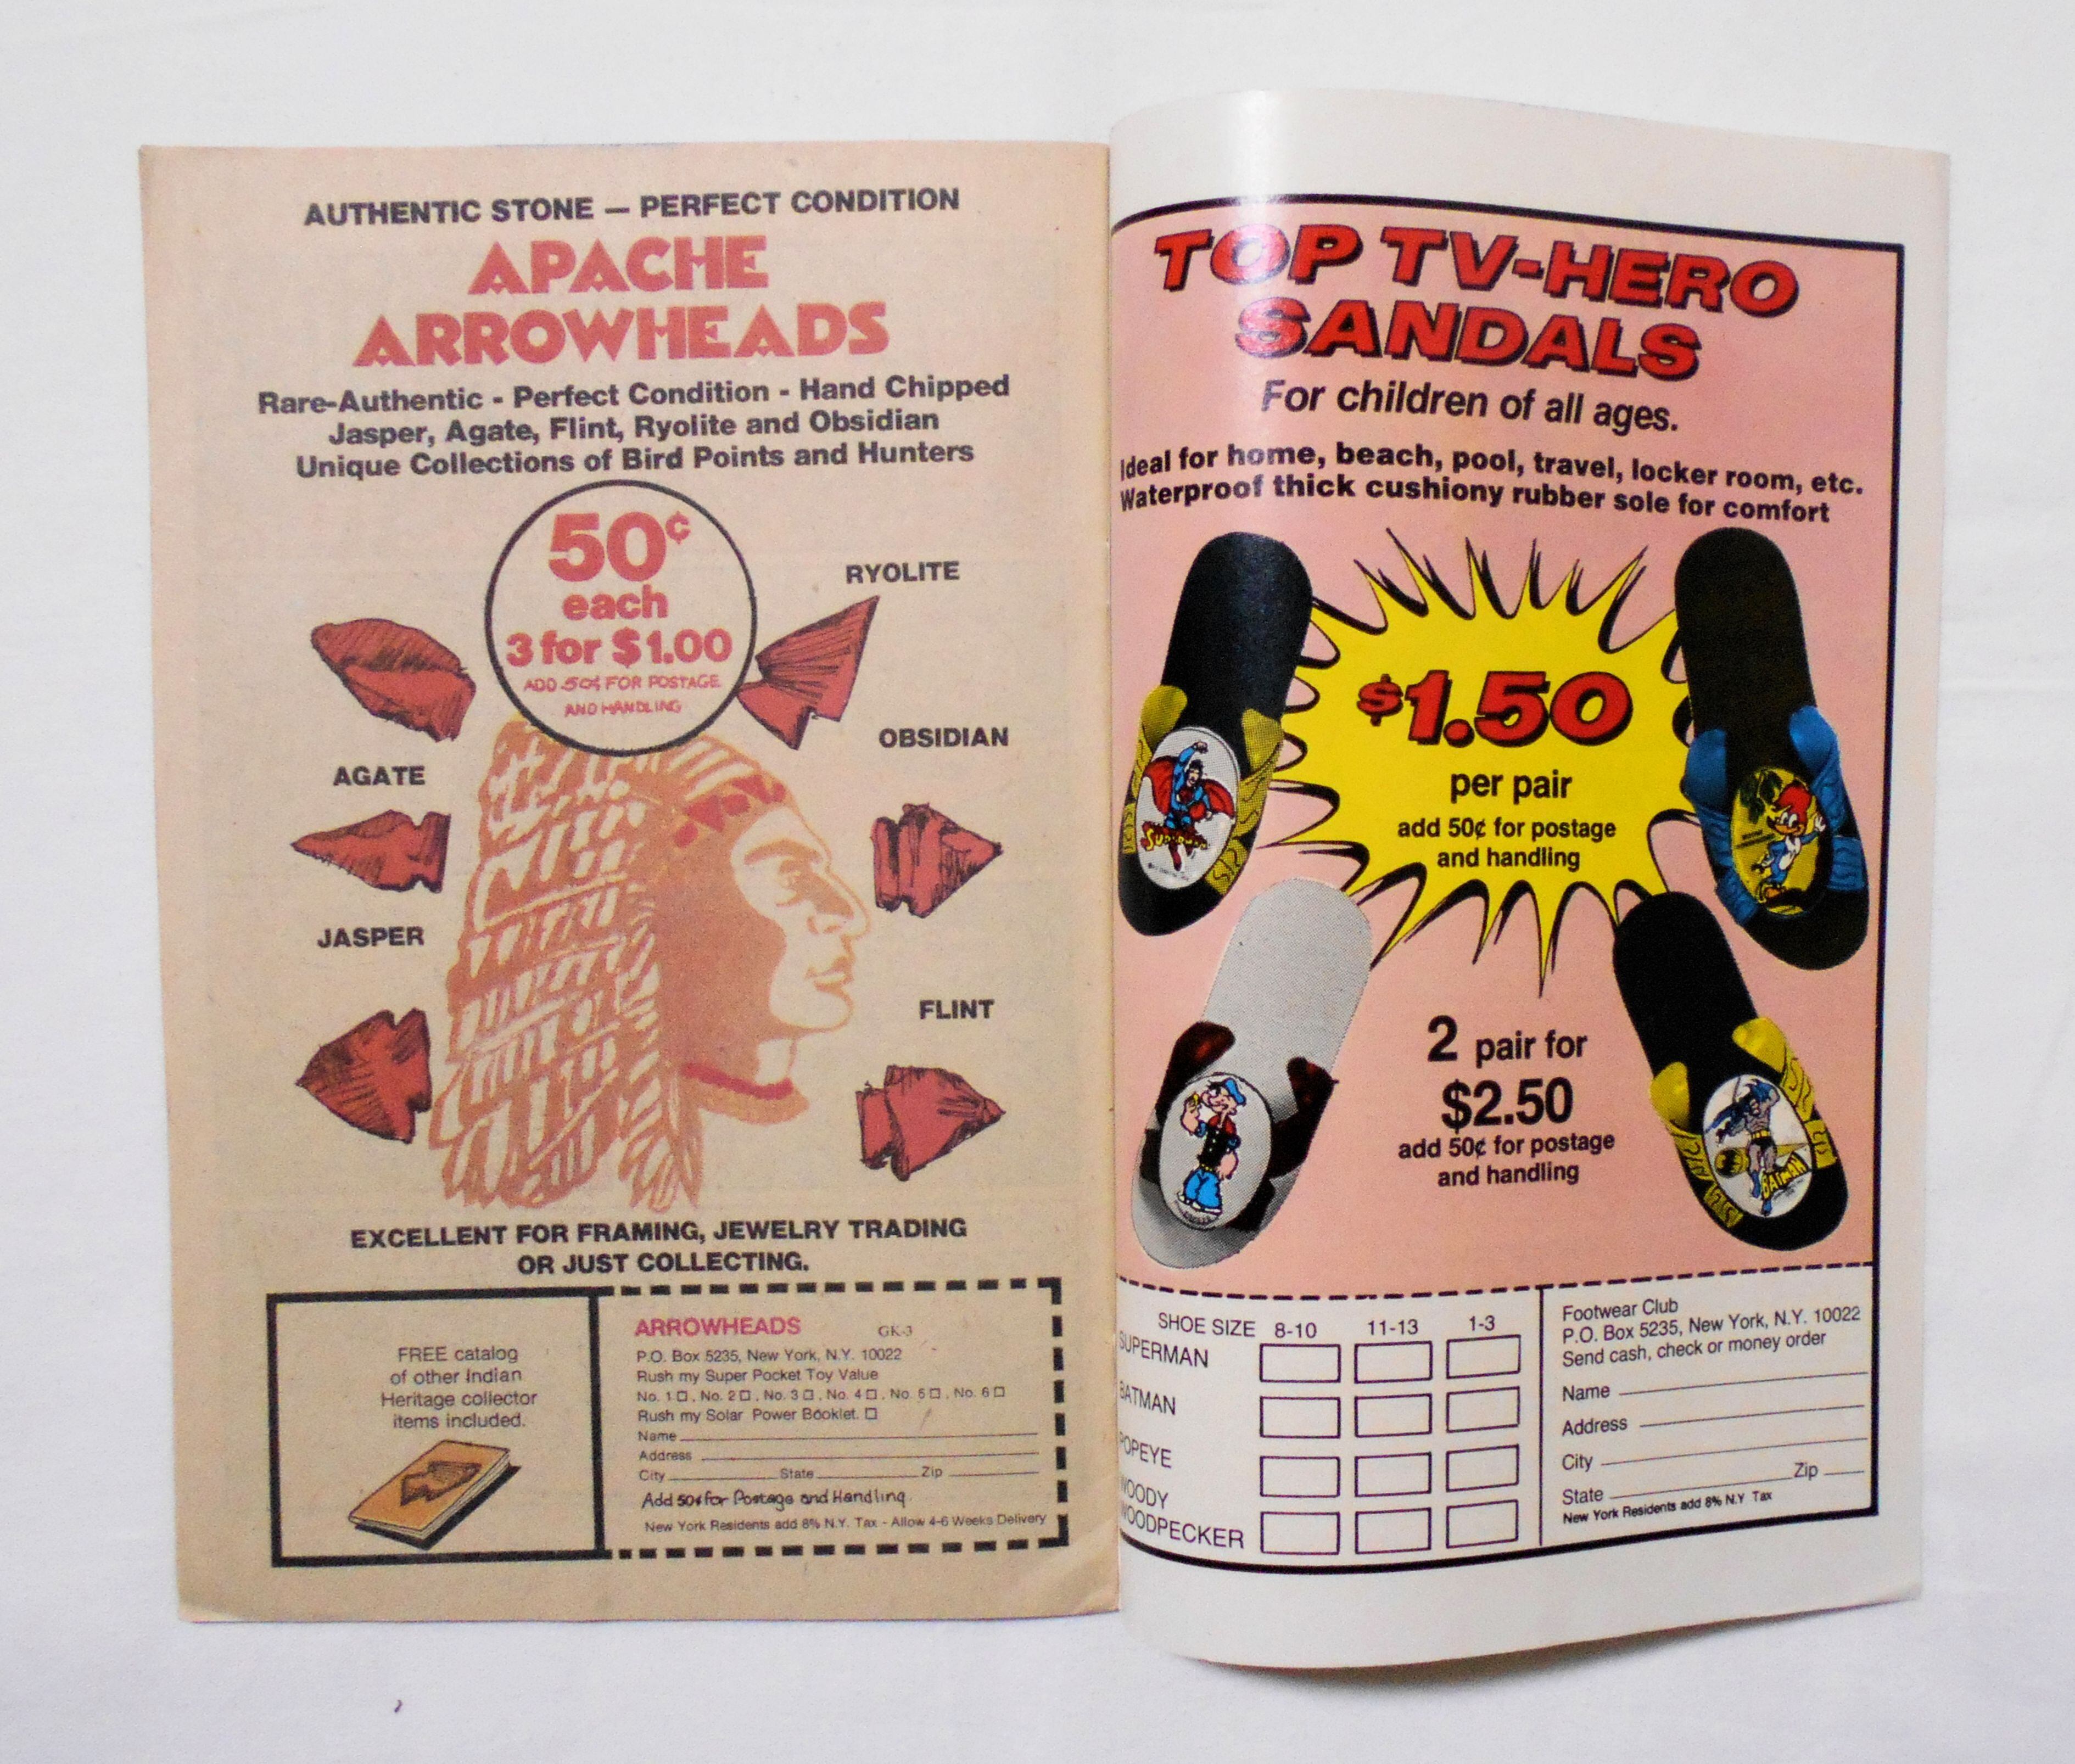 AUTHENTIC STONE — PERFECT CONDITION
APACHE
ARROWHEADS
Rare-Authentic - Perfect Condition - Hand Chipped
Jasper, Agate, Flint, Ryolite and Obsidian
Unique Collections of Bird Points and Hunters
50¢
each
3 for $1.00
ADD 50¢ FOR POSTAGE
AND HANDLING
RYOLITE
OBSIDIAN
AGATE
JASPER
FLINT
EXCELLENT FOR FRAMING, JEWELRY TRADING
OR JUST COLLECTING.
FREE catalog
of other Indian
Heritage collector
items included.
ARROWHEADS GK-3
P.O. Box 5235, New York, N.Y. 10022
Rush my Super Pocket Toy Value
No. 1 □, No. 2 □, No. 3 □, No. 4 □, No. 5 □, No. 6 □
Rush my Solar Power Booklet. □
Name
Address
City State Zip
Add 50¢ for Postage and Handling.
New York Residents add 8% N.Y. Tax - Allow 4-6 Weeks Delivery
TOP TV-HERO
SANDALS
For children of all ages.
Ideal for home, beach, pool, travel, locker room, etc.
Waterproof thick cushiony rubber sole for comfort
$1.50
per pair
add 50¢ for postage
and handling
SUPERMAN
BATMAN
2 pair for
$2.50
add 50¢ for postage
and handling
SHOE SIZE 8-10 11-13 1-3
SUPERMAN
BATMAN
POPEYE
WOODY
WOODPECKER
Footwear Club
P.O. Box 5235, New York, N.Y. 10022
Send cash, check or money order
Name
Address
City
State Zip
New York Residents add 8% N.Y Tax